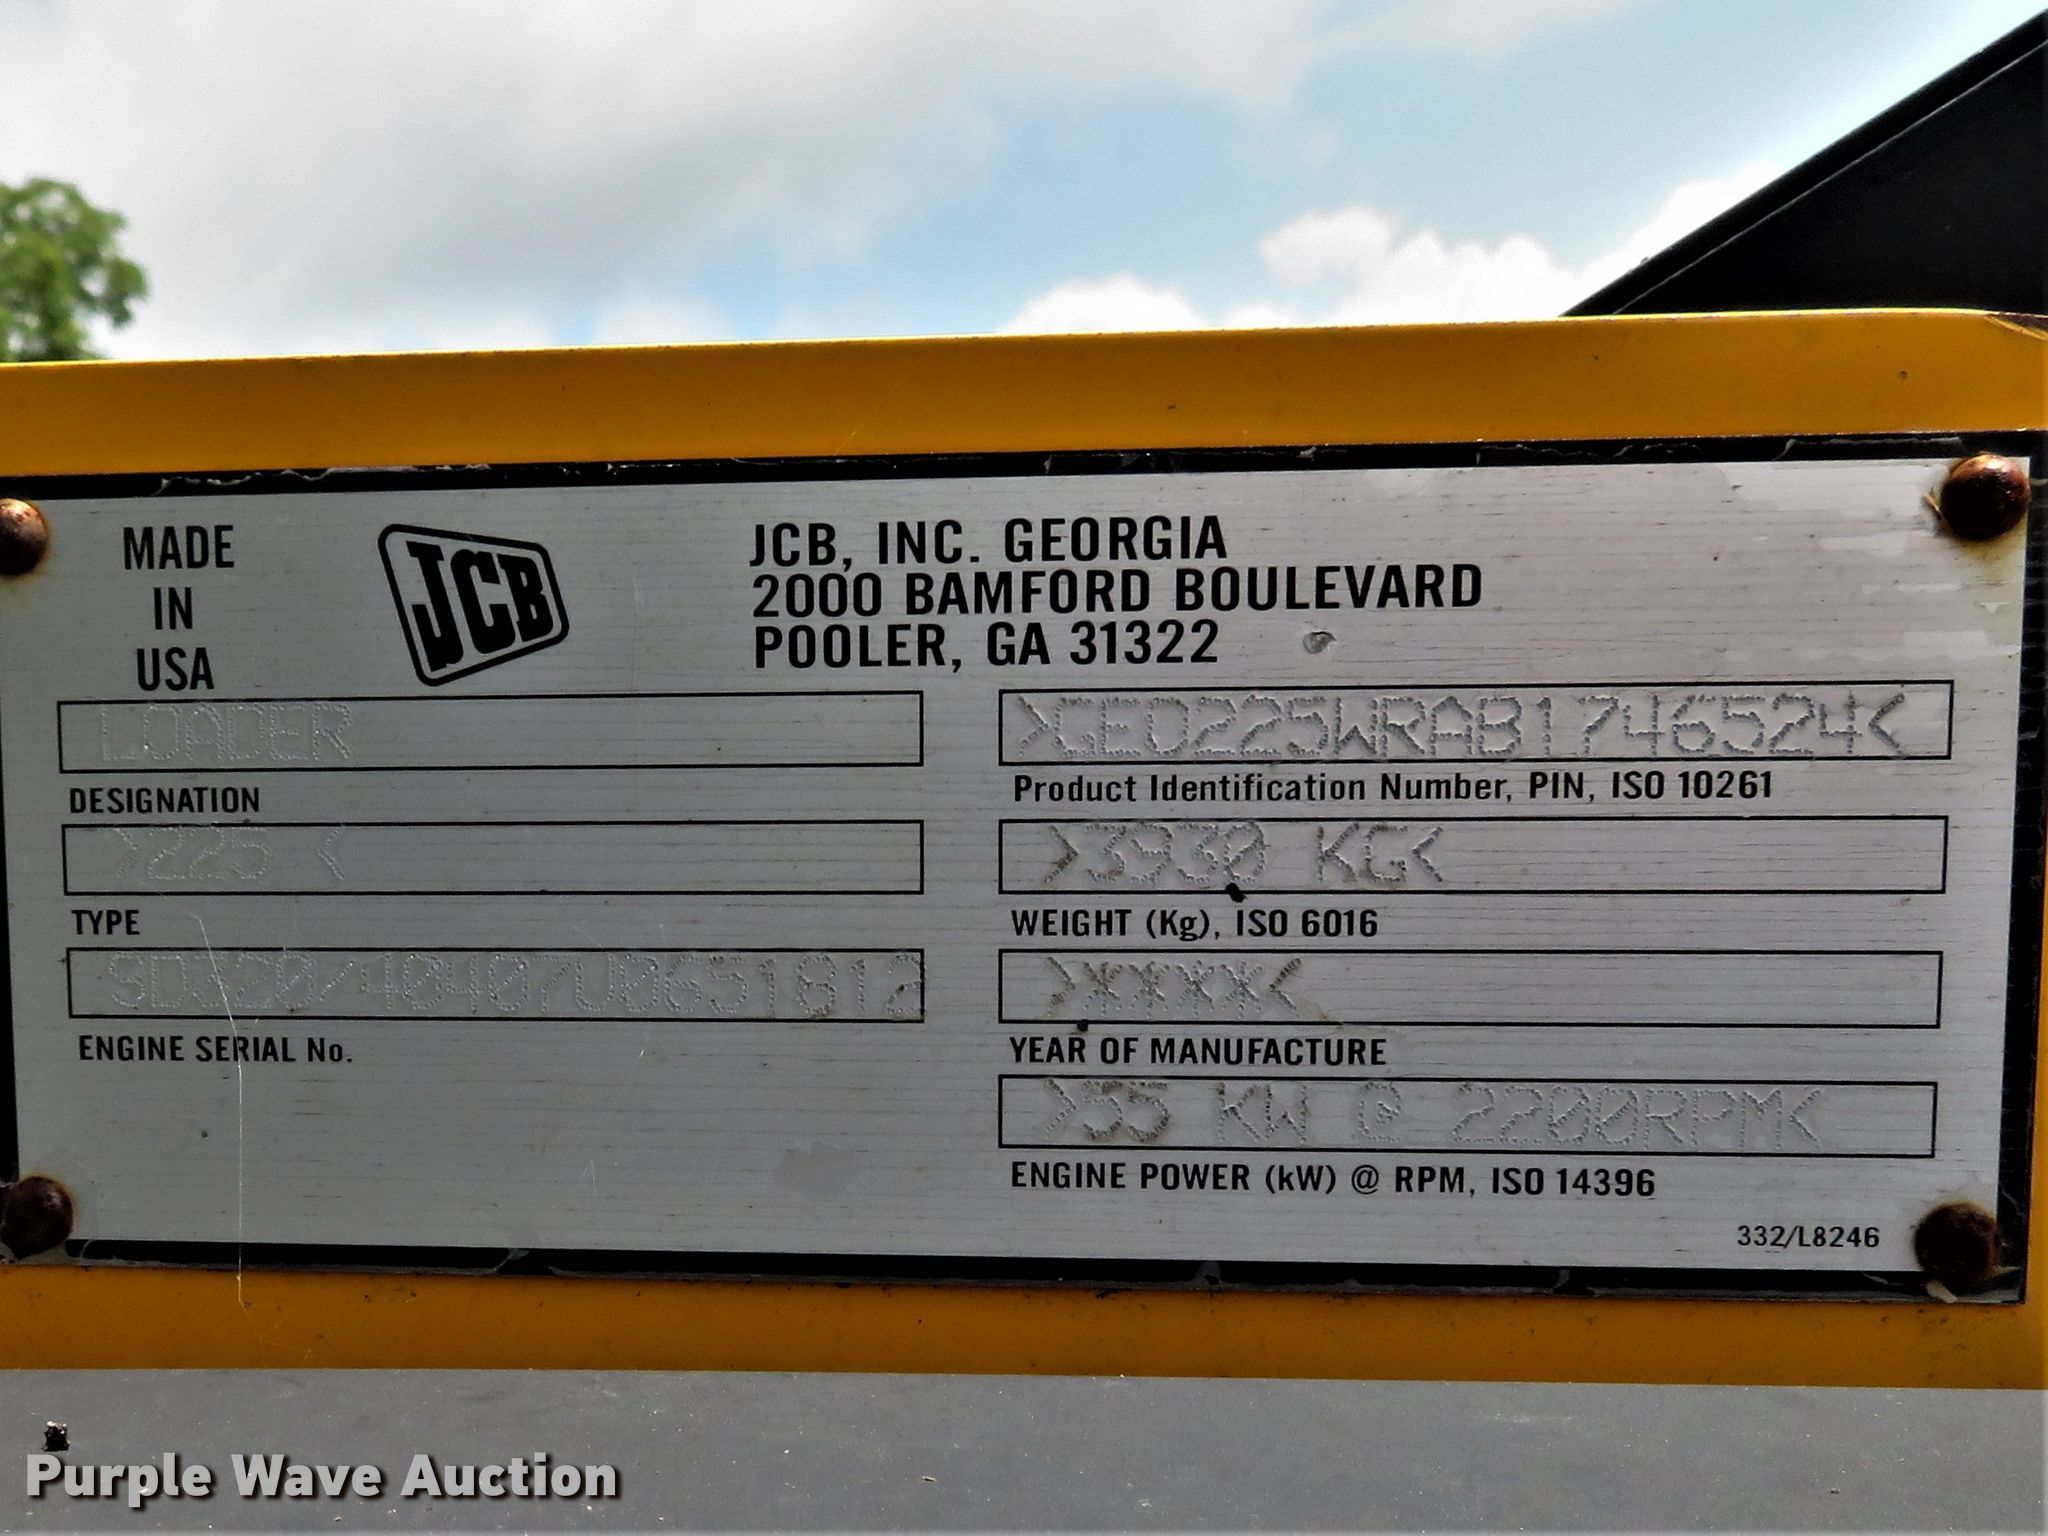 MADE
IN
USA
JCB
JCB, INC. GEORGIA
2000 BAMFORD BOULEVARD
POOLER, GA 31322
LOADER
DESIGNATION
>225 <
TYPE
SDJ320/40407U0651812
ENGINE SERIAL No.
>GEO225WRAB1746524<
Product Identification Number, PIN, ISO 10261
>3930 KG<
WEIGHT (Kg), ISO 6016
>****<
YEAR OF MANUFACTURE
>55 KW @ 2200RPM<
ENGINE POWER (kW) @ RPM, ISO 14396
332/L8246
Purple Wave Auction